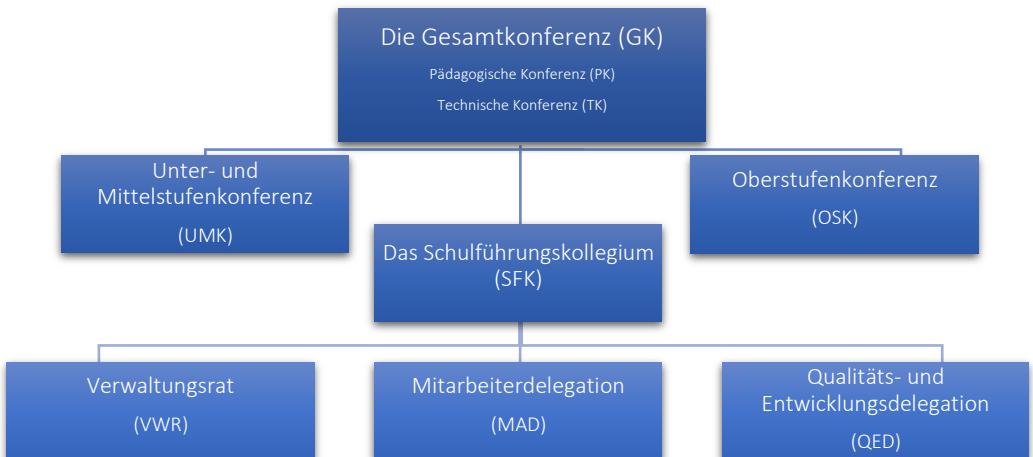 Die Gesamtkonferenz (GK)
Pädagogische Konferenz (PK)
Technische Konferenz (TK)
Unter- und
Mittelstufenkonferenz
(UMK)
Oberstufenkonferenz
(OSK)
Das Schulführungskollegium
(SFK)
Verwaltungsrat
(VWR)
Mitarbeiterdelegation
(MAD)
Qualitäts- und
Entwicklungsdelegation
(QED)